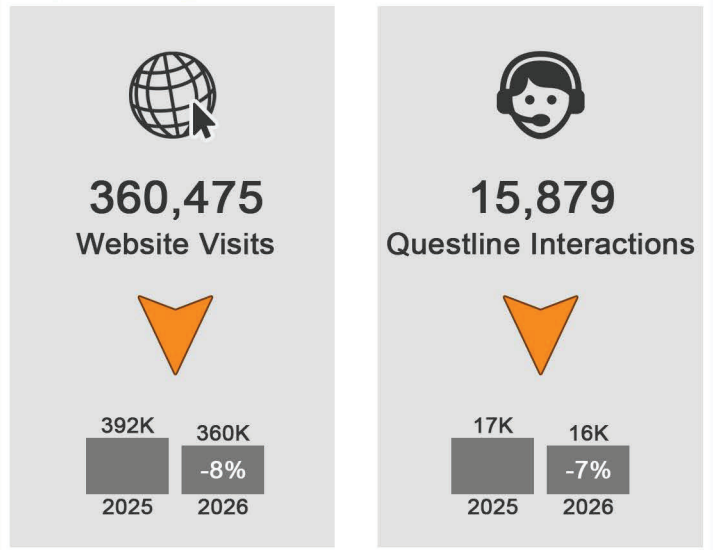 360,475
Website Visits
392K
360K
-8%
2025
2026
15,879
Questline Interactions
17K
16K
-7%
2025
2026